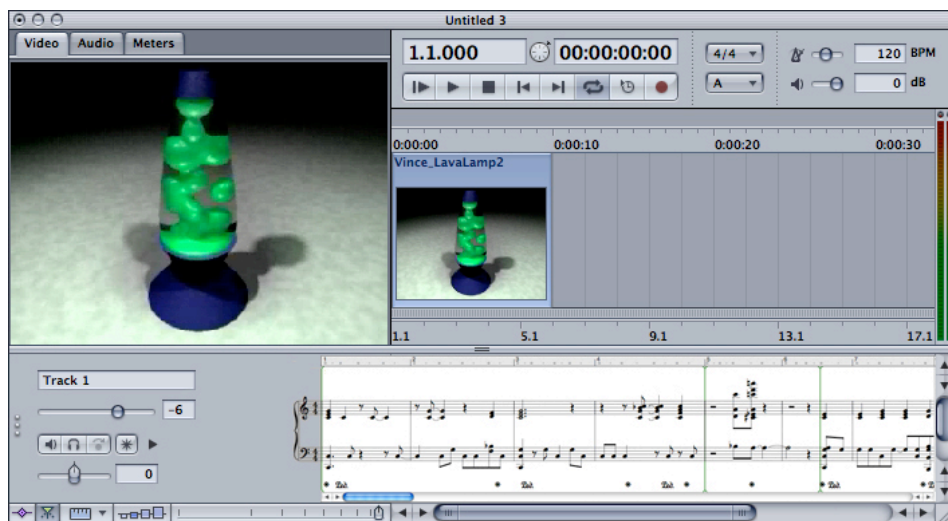 Untitled 3
Video Audio Meters
1.1.000 00:00:00:00 4/4 120 BPM
A 0 dB
0:00:00 0:00:10 0:00:20 0:00:30
Vince_LavaLamp2
1.1 5.1 9.1 13.1 17.1
Track 1
-6
0